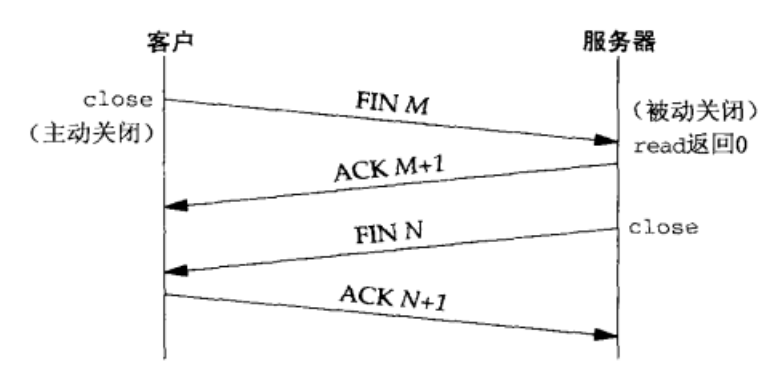 客户
服务器
close
(主动关闭)
FIN M
(被动关闭)
read返回0
ACK M+1
FIN N
close
ACK N+1